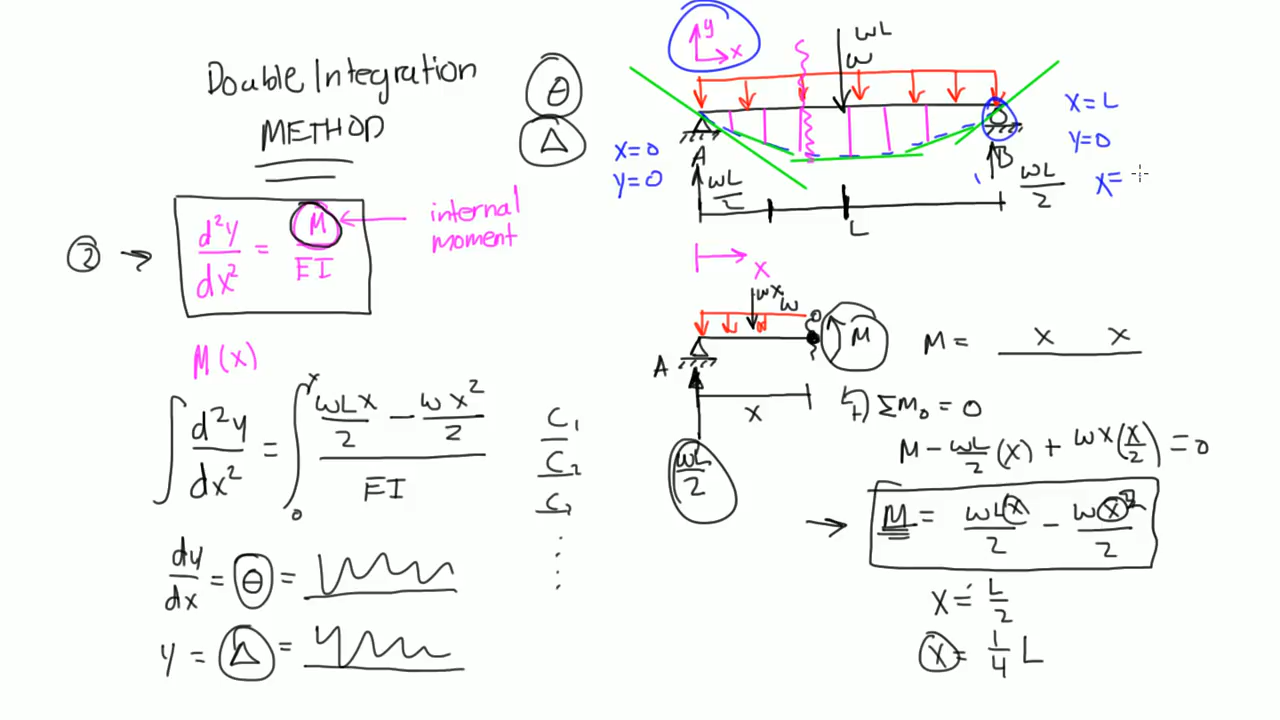 Double Integration
METHOD
θ
Δ
② →
d²y/dx² = M/EI
internal
moment
M(x)
∫ d²y/dx² = ∫₀ˣ (wLx/2 − wx²/2)/EI
C₁
C₂
dy/dx = θ =
y = Δ =
y
x
wL
w
x=0
y=0
A
wL/2
B
wL/2
x=L
y=0
x=
L
x
wx
w
o
M
A
x
wL/2
M = x x
+ ΣM₀ = 0
M − wL/2 (x) + wx(x/2) = 0
→ M = wLx/2 − wx²/2
x = L/2
x = 1/4 L